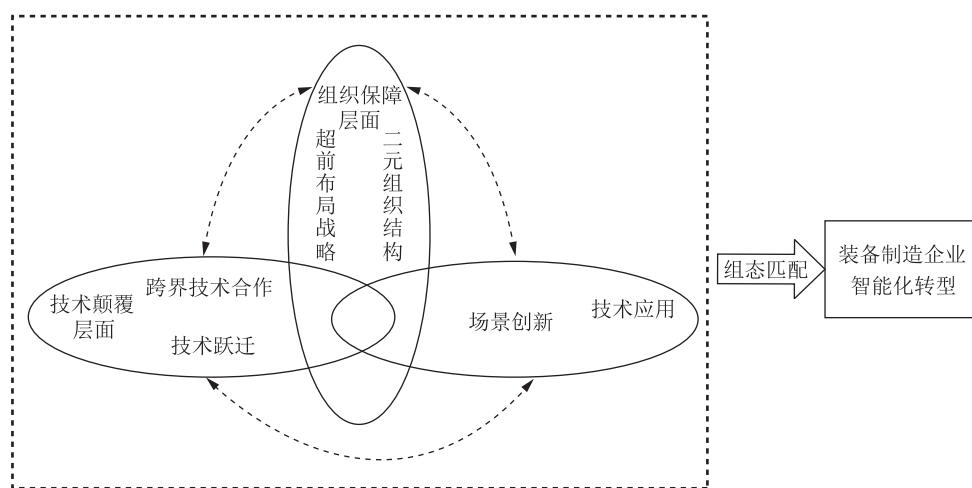 组织保障
层面
超前布局战略
二元组织结构
技术颠覆
层面
跨界技术合作
技术跃迁
场景创新
技术应用
组态匹配
装备制造企业
智能化转型